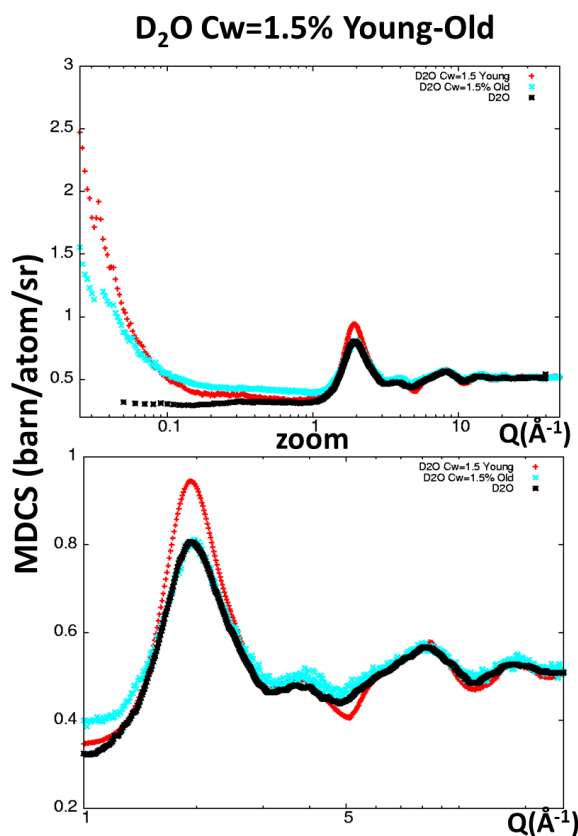 D₂O Cw=1.5% Young-Old
3
D2O Cw=1.5 Young
D2O Cw=1.5% Old
D2O
2.5
2
1.5
1
0.5
0.1
1
10
Q(Å⁻¹)
zoom
MDCS (barn/atom/sr)
1
D2O Cw=1.5 Young
D2O Cw=1.5% Old
D2O
0.8
0.6
0.4
0.2
1
5
Q(Å⁻¹)